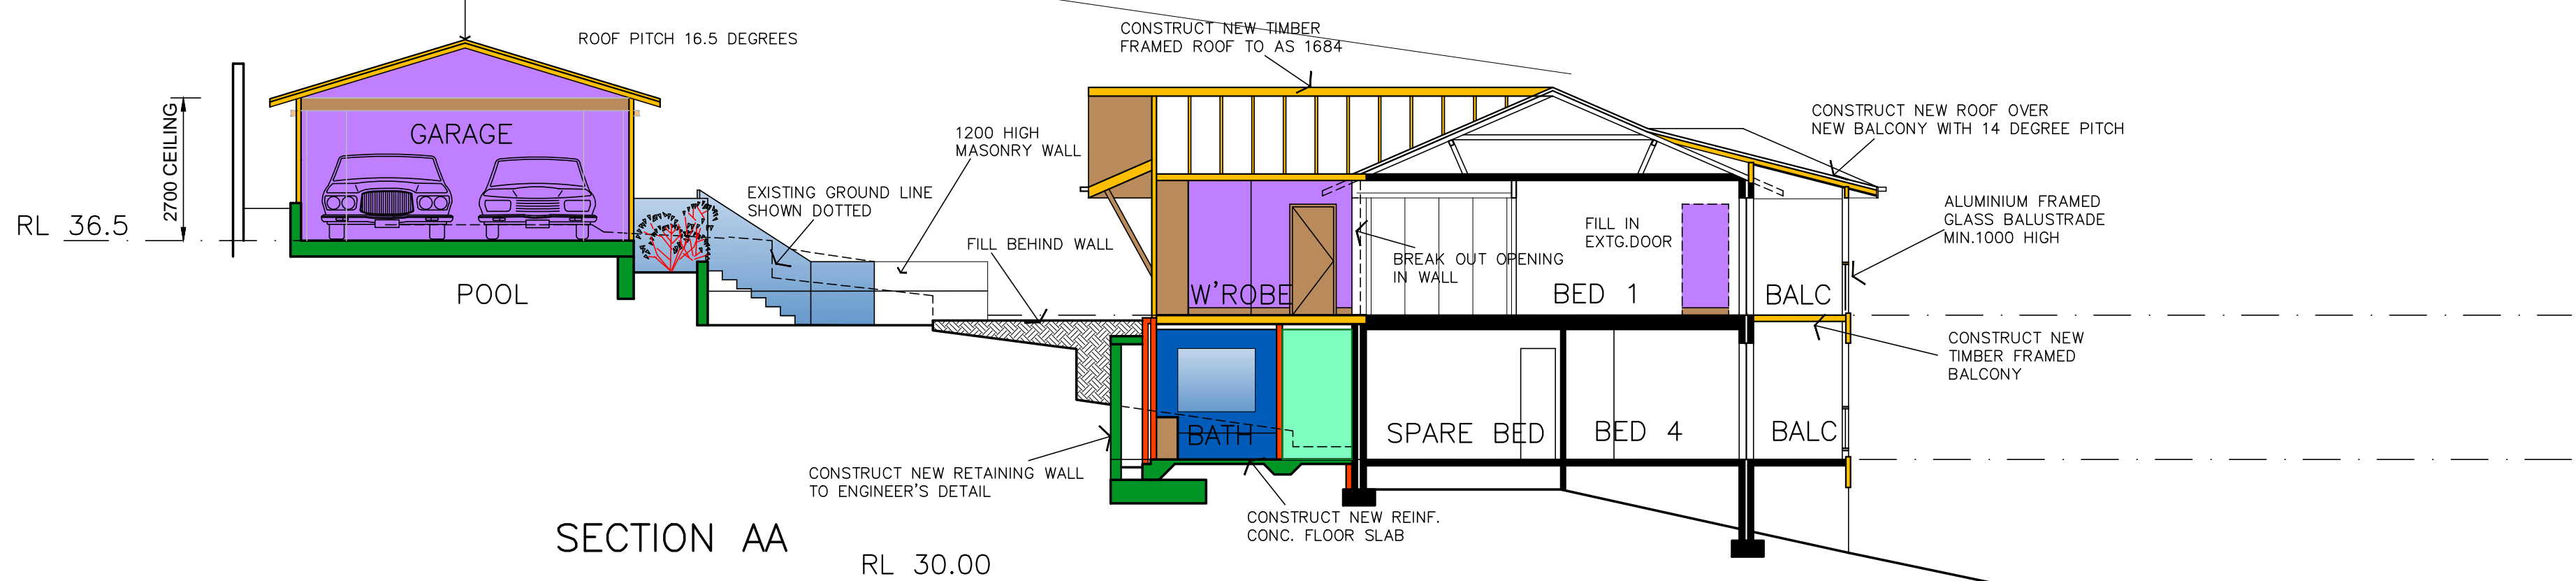 ROOF PITCH 16.5 DEGREES
CONSTRUCT NEW TIMBER
FRAMED ROOF TO AS 1684
CONSTRUCT NEW ROOF OVER
NEW BALCONY WITH 14 DEGREE PITCH
2700 CEILING
GARAGE
1200 HIGH
MASONRY WALL
EXISTING GROUND LINE
SHOWN DOTTED
RL 36.5
FILL BEHIND WALL
FILL IN
EXTG.DOOR
ALUMINIUM FRAMED
GLASS BALUSTRADE
MIN.1000 HIGH
BREAK OUT OPENING
IN WALL
POOL
W'ROBE
BED 1
BALC
CONSTRUCT NEW
TIMBER FRAMED
BALCONY
BATH
SPARE BED
BED 4
BALC
CONSTRUCT NEW RETAINING WALL
TO ENGINEER'S DETAIL
CONSTRUCT NEW REINF.
CONC. FLOOR SLAB
SECTION AA
RL 30.00